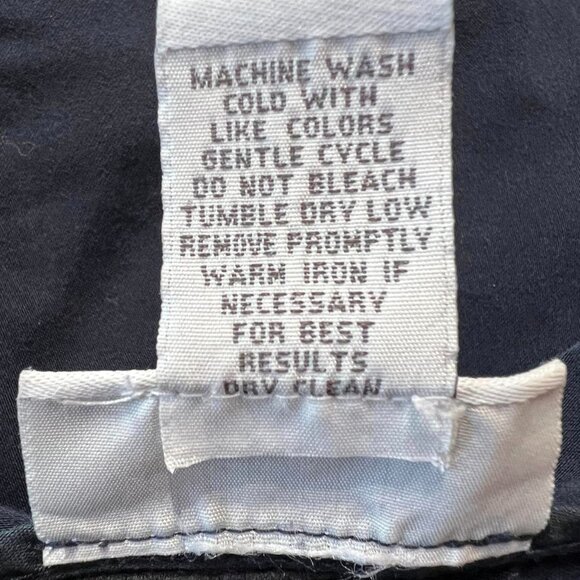 MACHINE WASH
COLD WITH
LIKE COLORS
GENTLE CYCLE
DO NOT BLEACH
TUMBLE DRY LOW
REMOVE PROMPTLY
WARM IRON IF
NECESSARY
FOR BEST
RESULTS
DRY CLEAN